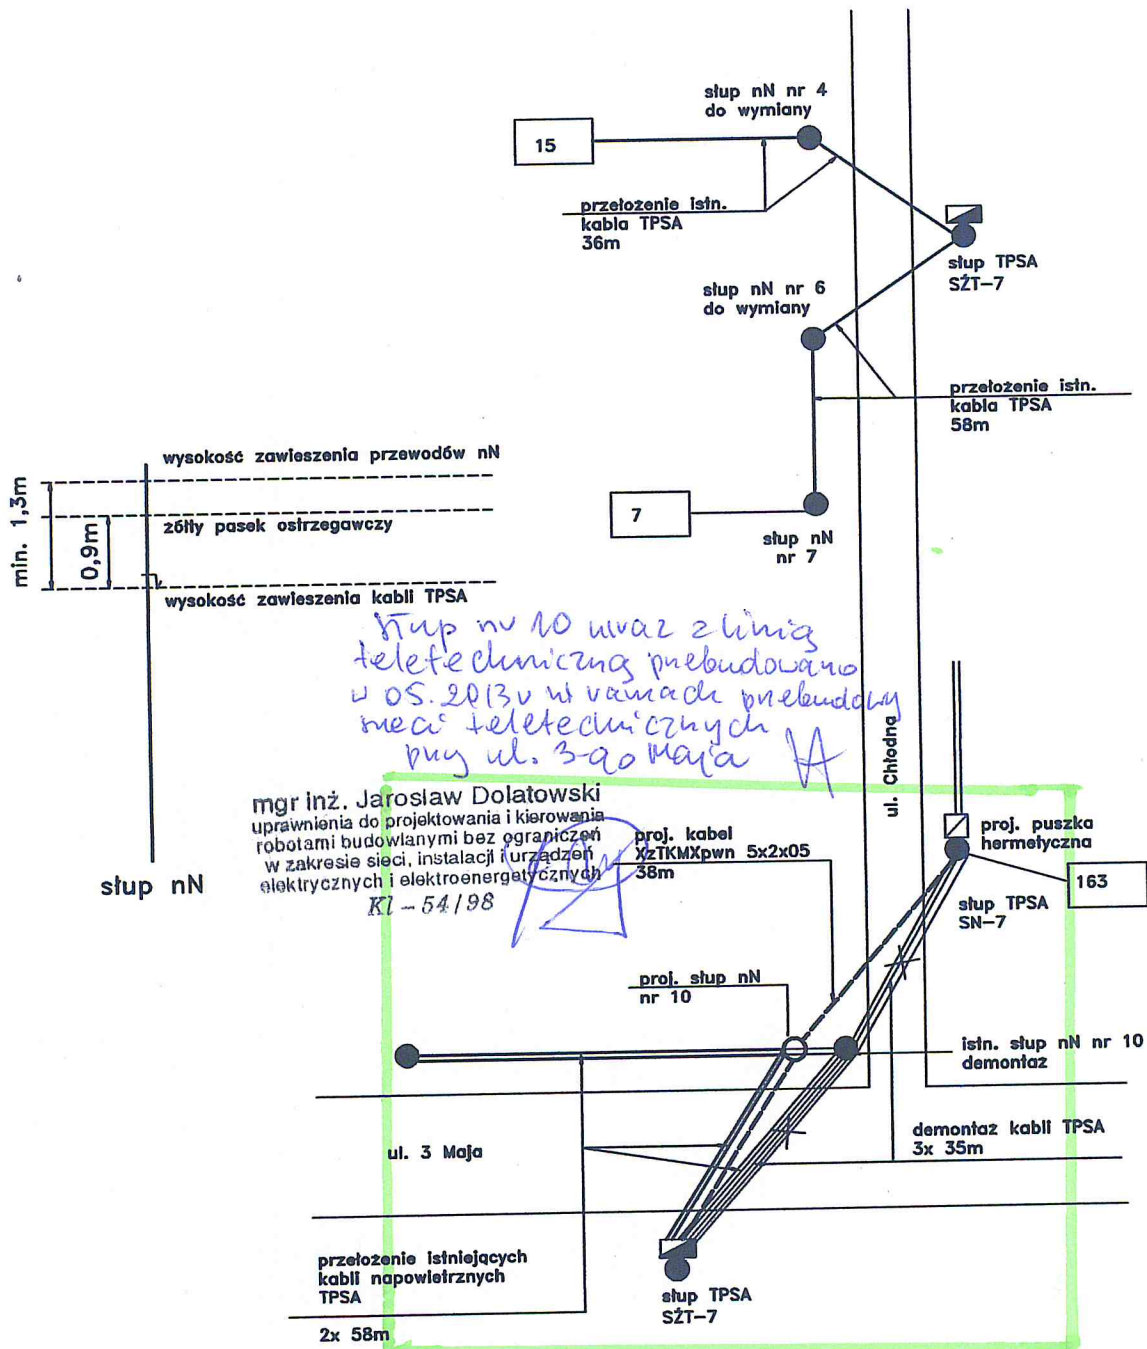 słup nN nr 4
do wymiany
15
przełożenie istn.
kabla TPSA
36m
słup TPSA
SŻT-7
słup nN nr 6
do wymiany
przełożenie istn.
kabla TPSA
58m
7
słup nN
nr 7
wysokość zawieszenia przewodów nN
żółty pasek ostrzegawczy
wysokość zawieszenia kabli TPSA
min. 1,3m
0,9m
słup nN
Słup nr 10 wraz z linią
teletechniczną przebudowano
w 05.2013r w ramach przebudowy
sieci teletechnicznych
przy ul. 3-go Maja
mgr inż. Jarosław Dolatowski
uprawnienia do projektowania i kierowania
robotami budowlanymi bez ograniczeń
w zakresie sieci, instalacji i urządzeń
elektrycznych i elektroenergetycznych
Kl-54/98
proj. kabel
XzTKMXpwn 5x2x05
38m
ul. Chłodna
proj. puszka
hermetyczna
163
słup TPSA
SN-7
proj. słup nN
nr 10
istn. słup nN nr 10
demontaż
ul. 3 Maja
demontaż kabli TPSA
3x 35m
przełożenie istniejących
kabli napowietrznych
TPSA
2x 58m
słup TPSA
SŻT-7